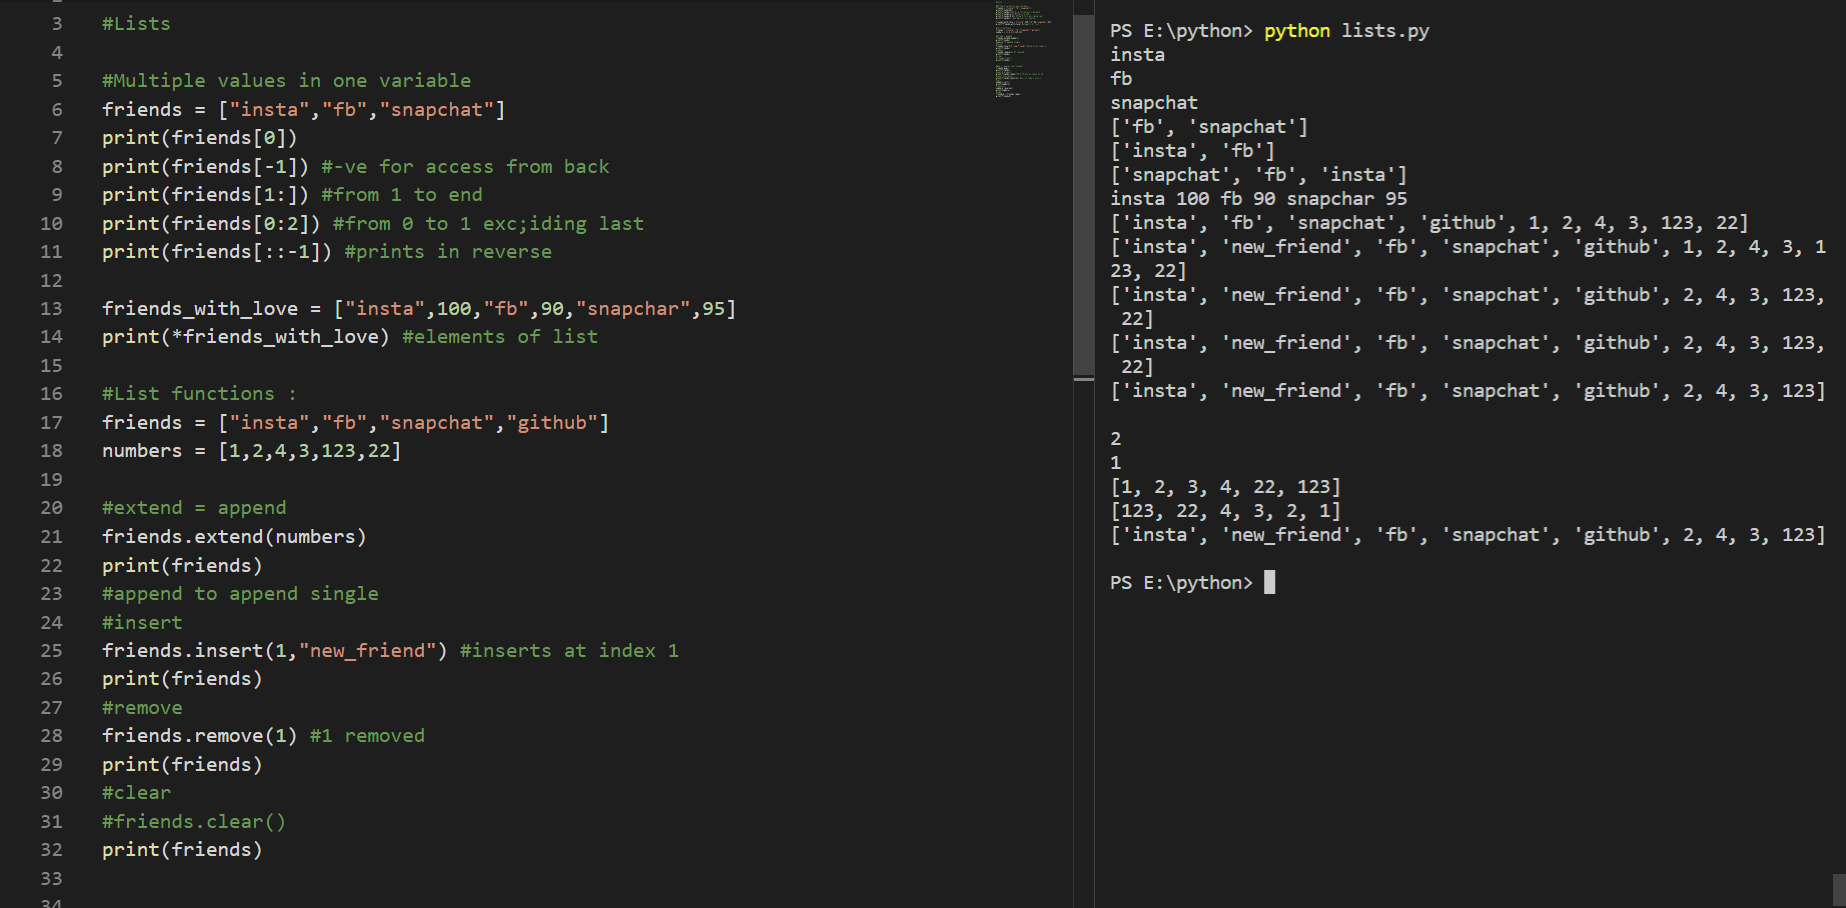 3 #Lists
4
5 #Multiple values in one variable
6 friends = ["insta","fb","snapchat"]
7 print(friends[0])
8 print(friends[-1]) #-ve for access from back
9 print(friends[1:]) #from 1 to end
10 print(friends[0:2]) #from 0 to 1 exc;iding last
11 print(friends[::-1]) #prints in reverse
12
13 friends_with_love = ["insta",100,"fb",90,"snapchar",95]
14 print(*friends_with_love) #elements of list
15
16 #List functions :
17 friends = ["insta","fb","snapchat","github"]
18 numbers = [1,2,4,3,123,22]
19
20 #extend = append
21 friends.extend(numbers)
22 print(friends)
23 #append to append single
24 #insert
25 friends.insert(1,"new_friend") #inserts at index 1
26 print(friends)
27 #remove
28 friends.remove(1) #1 removed
29 print(friends)
30 #clear
31 #friends.clear()
32 print(friends)
33
34
PS E:\python> python lists.py
insta
fb
snapchat
['fb', 'snapchat']
['insta', 'fb']
['snapchat', 'fb', 'insta']
insta 100 fb 90 snapchar 95
['insta', 'fb', 'snapchat', 'github', 1, 2, 4, 3, 123, 22]
['insta', 'new_friend', 'fb', 'snapchat', 'github', 1, 2, 4, 3, 1
23, 22]
['insta', 'new_friend', 'fb', 'snapchat', 'github', 2, 4, 3, 123,
 22]
['insta', 'new_friend', 'fb', 'snapchat', 'github', 2, 4, 3, 123,
 22]
['insta', 'new_friend', 'fb', 'snapchat', 'github', 2, 4, 3, 123]
2
1
[1, 2, 3, 4, 22, 123]
[123, 22, 4, 3, 2, 1]
['insta', 'new_friend', 'fb', 'snapchat', 'github', 2, 4, 3, 123]
PS E:\python>